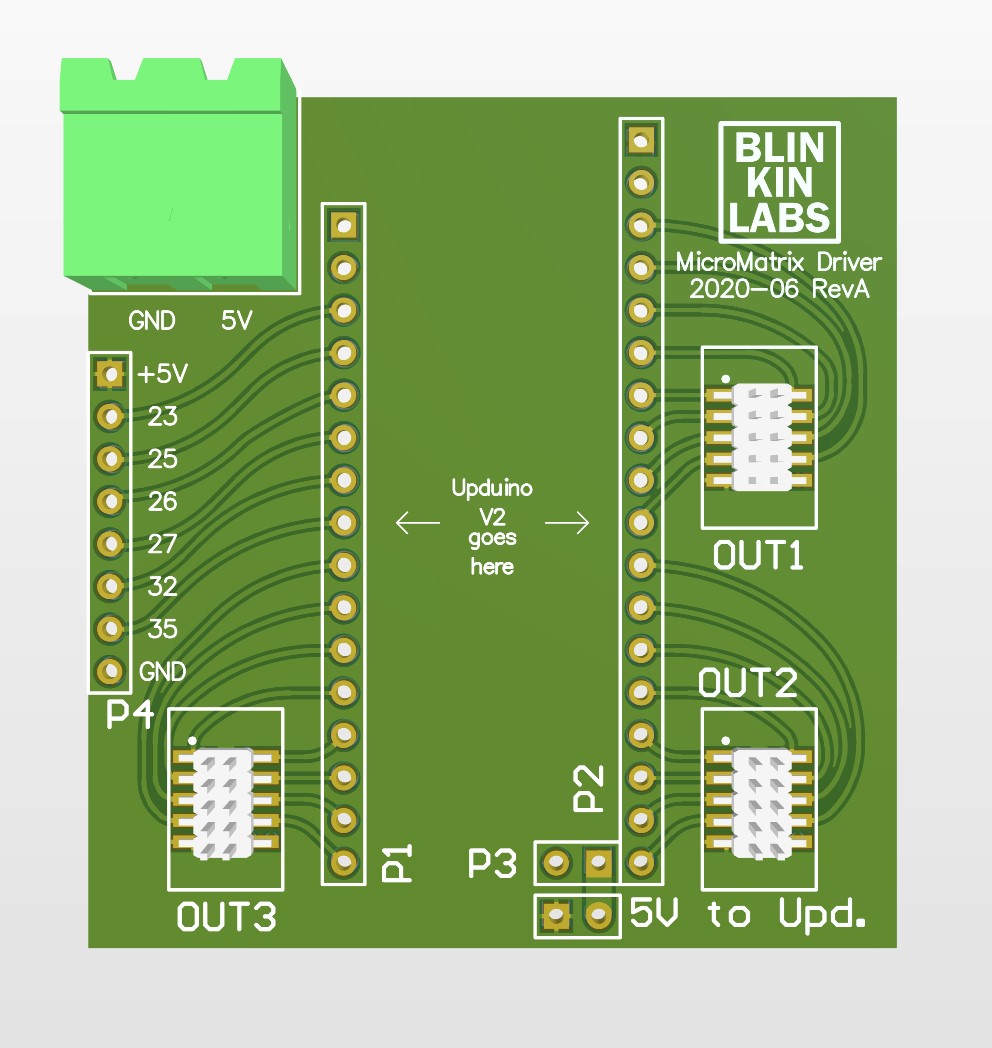 BLIN
KIN
LABS
MicroMatrix Driver
2020-06 RevA
GND 5V
+5V
23
25
26
27
32
35
GND
P4
Upduino
V2
goes
here
OUT1
OUT2
P2
P1
P3
OUT3
5V to Upd.